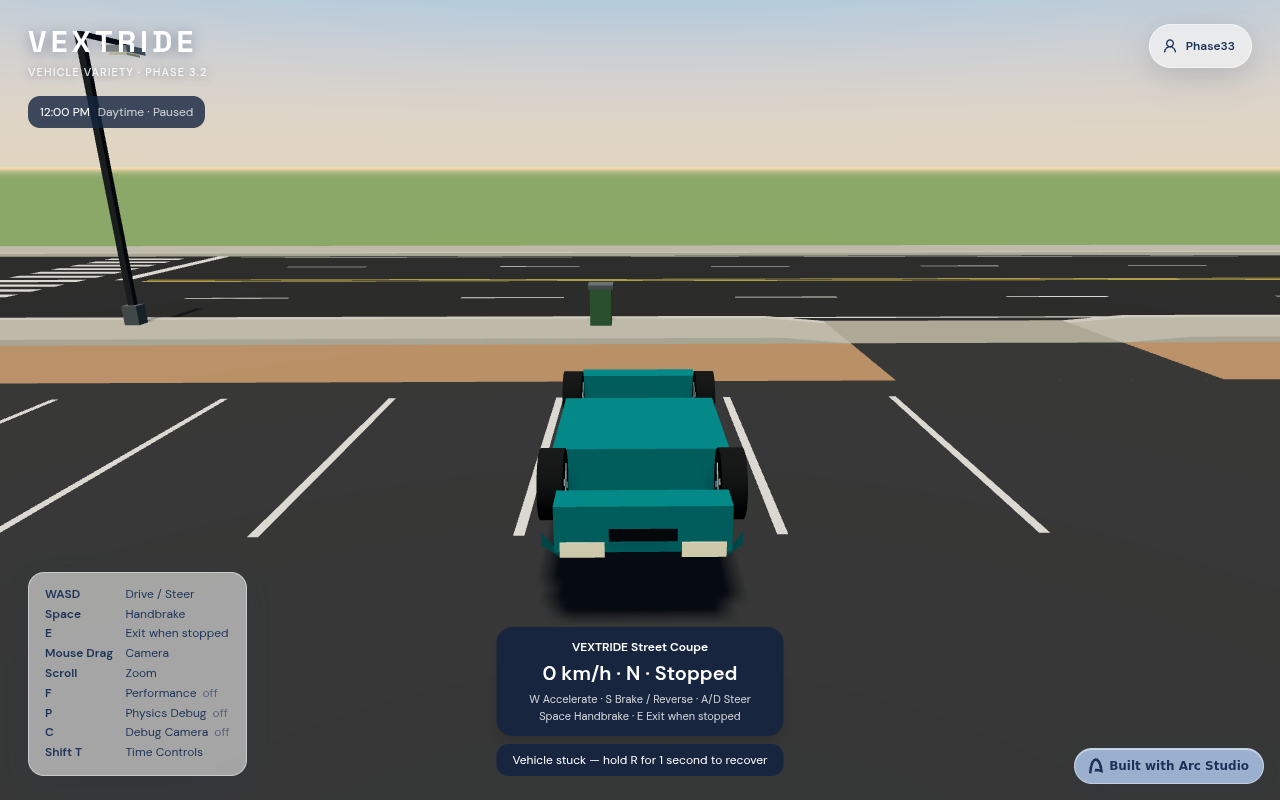 VEXTRIDE
VEHICLE VARIETY · PHASE 3.2
12:00 PM Daytime · Paused
Phase33
WASD Drive / Steer
Space Handbrake
E Exit when stopped
Mouse Drag Camera
Scroll Zoom
F Performance off
P Physics Debug off
C Debug Camera off
Shift T Time Controls
VEXTRIDE Street Coupe
0 km/h · N · Stopped
W Accelerate · S Brake / Reverse · A/D Steer
Space Handbrake · E Exit when stopped
Vehicle stuck — hold R for 1 second to recover
Built with Arc Studio